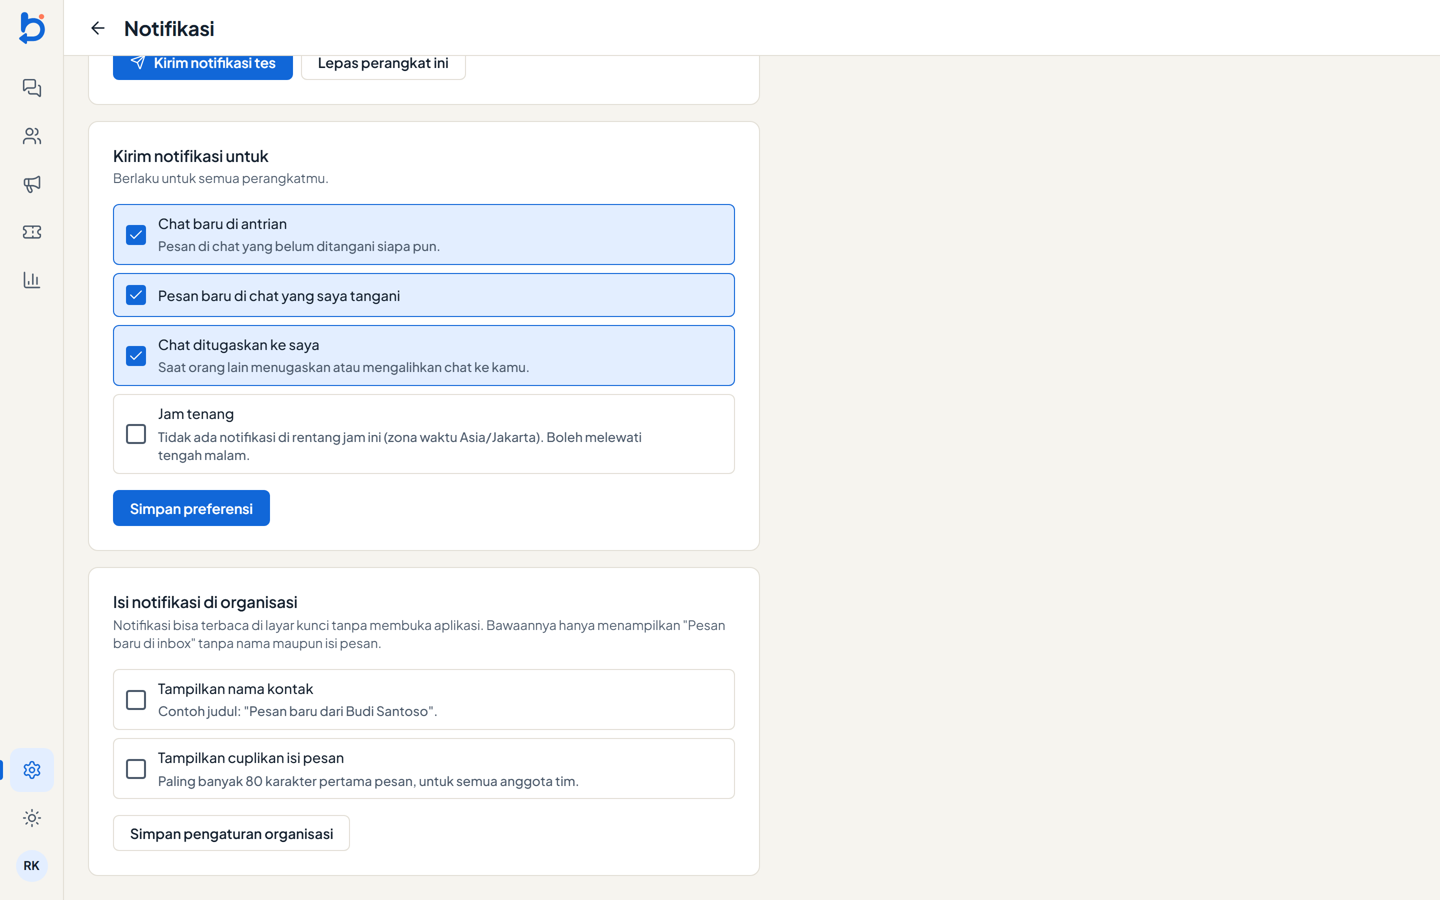 Notifikasi
Kirim notifikasi tes
Lepas perangkat ini
Kirim notifikasi untuk
Berlaku untuk semua perangkatmu.
Chat baru di antrian
Pesan di chat yang belum ditangani siapa pun.
Pesan baru di chat yang saya tangani
Chat ditugaskan ke saya
Saat orang lain menugaskan atau mengalihkan chat ke kamu.
Jam tenang
Tidak ada notifikasi di rentang jam ini (zona waktu Asia/Jakarta). Boleh melewati
tengah malam.
Simpan preferensi
Isi notifikasi di organisasi
Notifikasi bisa terbaca di layar kunci tanpa membuka aplikasi. Bawaannya hanya menampilkan "Pesan
baru di inbox" tanpa nama maupun isi pesan.
Tampilkan nama kontak
Contoh judul: "Pesan baru dari Budi Santoso".
Tampilkan cuplikan isi pesan
Paling banyak 80 karakter pertama pesan, untuk semua anggota tim.
Simpan pengaturan organisasi
RK